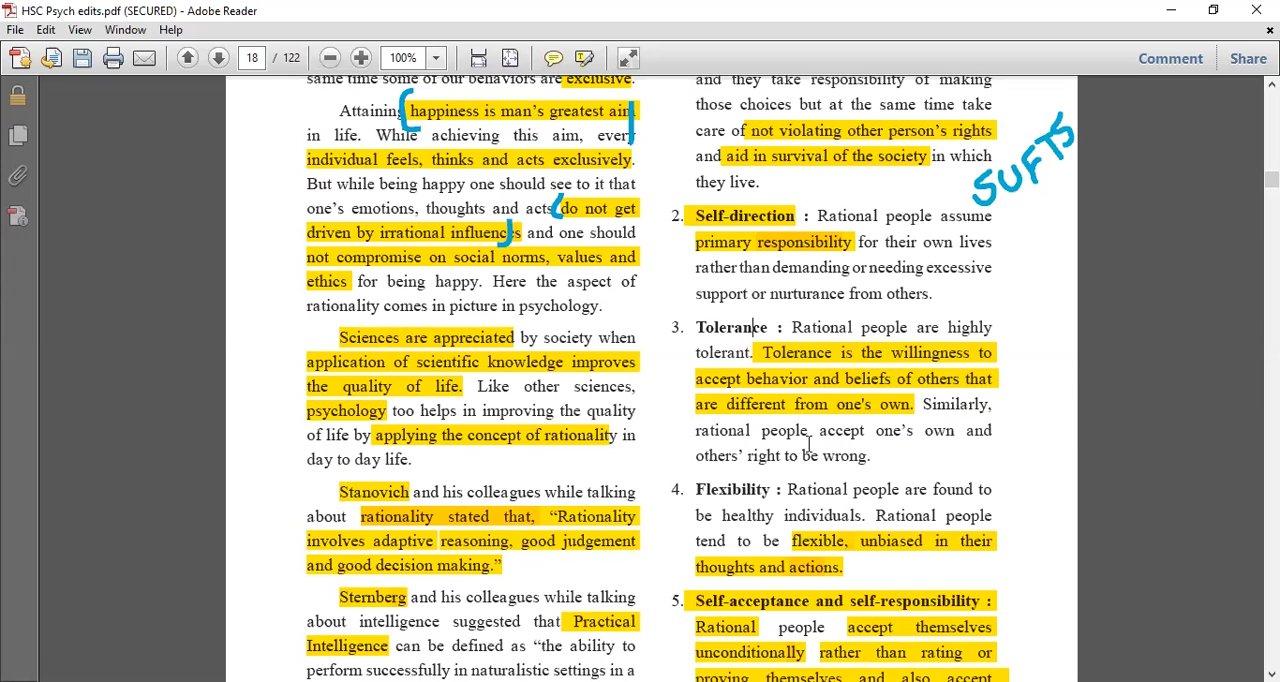 HSC Psych edits.pdf (SECURED) - Adobe Reader
File Edit View Window Help
18 / 122 100% Comment Share
same time some of our behaviors are exclusive.
Attaining happiness is man's greatest aim
in life. While achieving this aim, every
individual feels, thinks and acts exclusively.
But while being happy one should see to it that
one's emotions, thoughts and acts do not get
driven by irrational influences and one should
not compromise on social norms, values and
ethics for being happy. Here the aspect of
rationality comes in picture in psychology.
Sciences are appreciated by society when
application of scientific knowledge improves
the quality of life. Like other sciences,
psychology too helps in improving the quality
of life by applying the concept of rationality in
day to day life.
Stanovich and his colleagues while talking
about rationality stated that, “Rationality
involves adaptive reasoning, good judgement
and good decision making.”
Sternberg and his colleagues while talking
about intelligence suggested that Practical
Intelligence can be defined as “the ability to
perform successfully in naturalistic settings in a
and they take responsibility of making
those choices but at the same time take
care of not violating other person's rights
and aid in survival of the society in which
they live.
SUFTS
2. Self-direction : Rational people assume
primary responsibility for their own lives
rather than demanding or needing excessive
support or nurturance from others.
3. Tolerance : Rational people are highly
tolerant. Tolerance is the willingness to
accept behavior and beliefs of others that
are different from one's own. Similarly,
rational people accept one's own and
others' right to be wrong.
4. Flexibility : Rational people are found to
be healthy individuals. Rational people
tend to be flexible, unbiased in their
thoughts and actions.
5. Self-acceptance and self-responsibility :
Rational people accept themselves
unconditionally rather than rating or
proving themselves and also accept